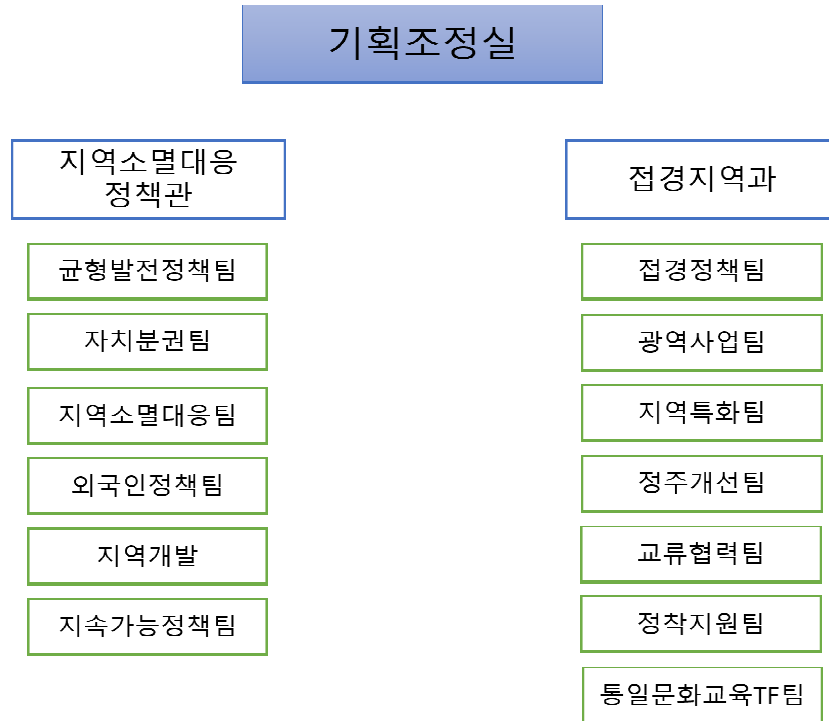 기획조정실
지역소멸대응
정책관
균형발전정책팀
자치분권팀
지역소멸대응팀
외국인정책팀
지역개발
지속가능정책팀
접경지역과
접경정책팀
광역사업팀
지역특화팀
정주개선팀
교류협력팀
정착지원팀
통일문화교육TF팀